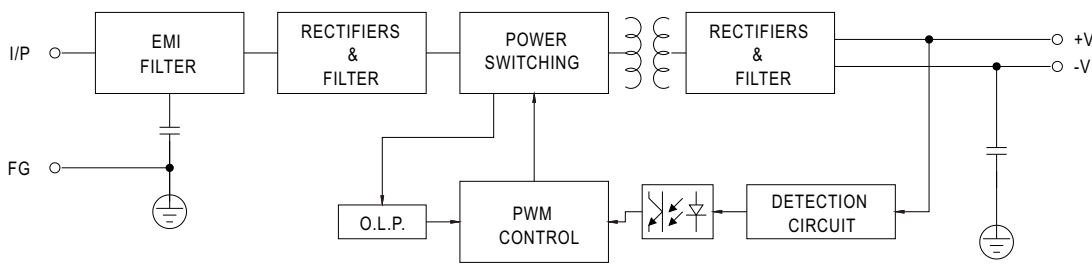 I/P
EMI
FILTER
RECTIFIERS
&
FILTER
POWER
SWITCHING
RECTIFIERS
&
FILTER
+V
-V
FG
O.L.P.
PWM
CONTROL
DETECTION
CIRCUIT